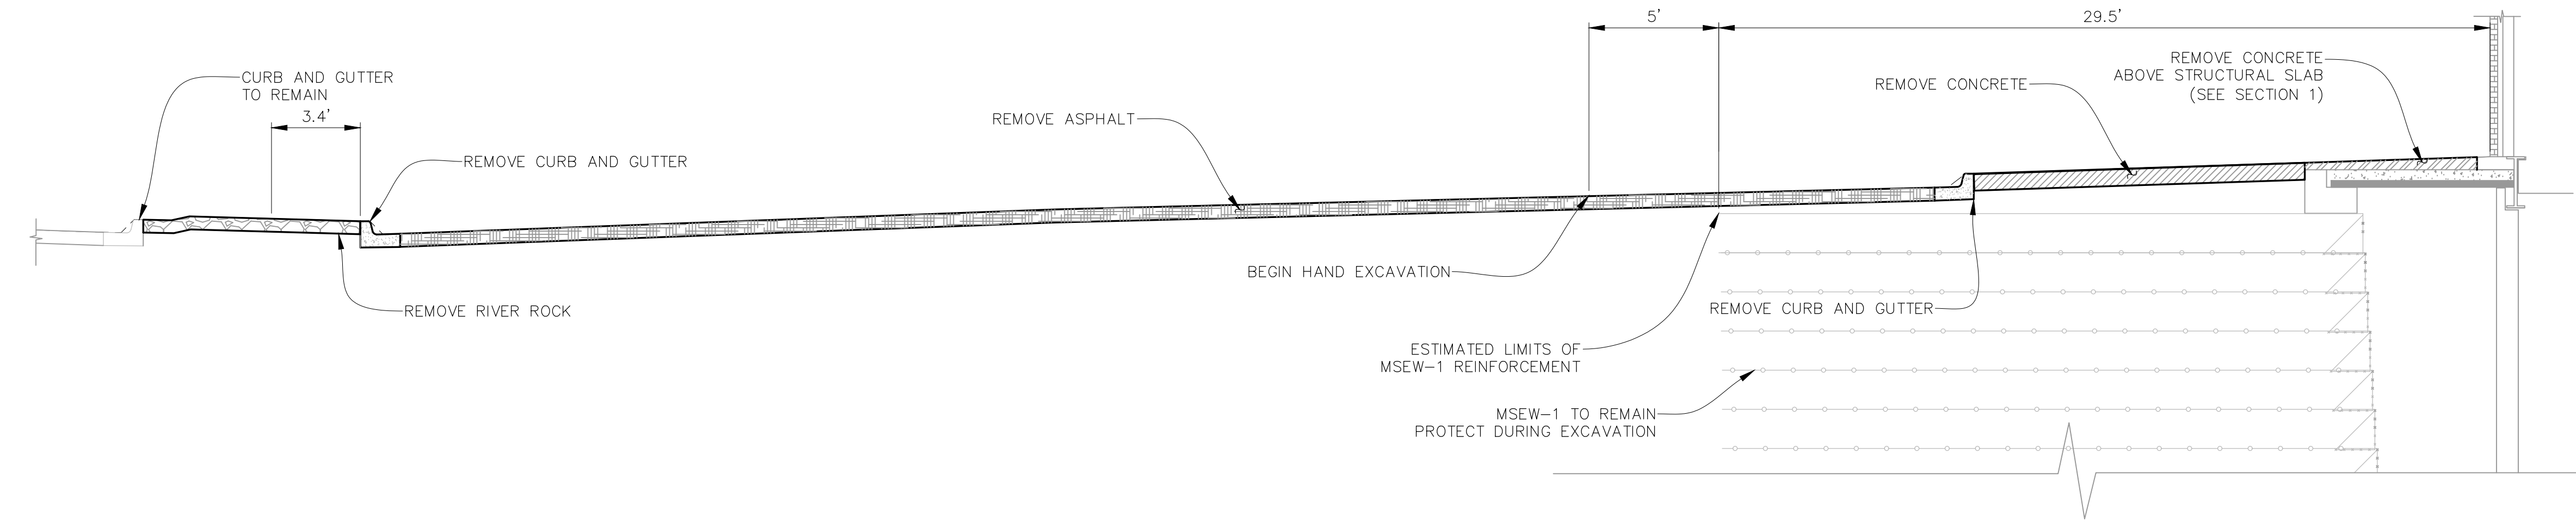 5'
29.5'
CURB AND GUTTER
TO REMAIN
3.4'
REMOVE CURB AND GUTTER
REMOVE ASPHALT
REMOVE CONCRETE
REMOVE CONCRETE
ABOVE STRUCTURAL SLAB
(SEE SECTION 1)
REMOVE RIVER ROCK
BEGIN HAND EXCAVATION
REMOVE CURB AND GUTTER
ESTIMATED LIMITS OF
MSEW-1 REINFORCEMENT
MSEW-1 TO REMAIN
PROTECT DURING EXCAVATION